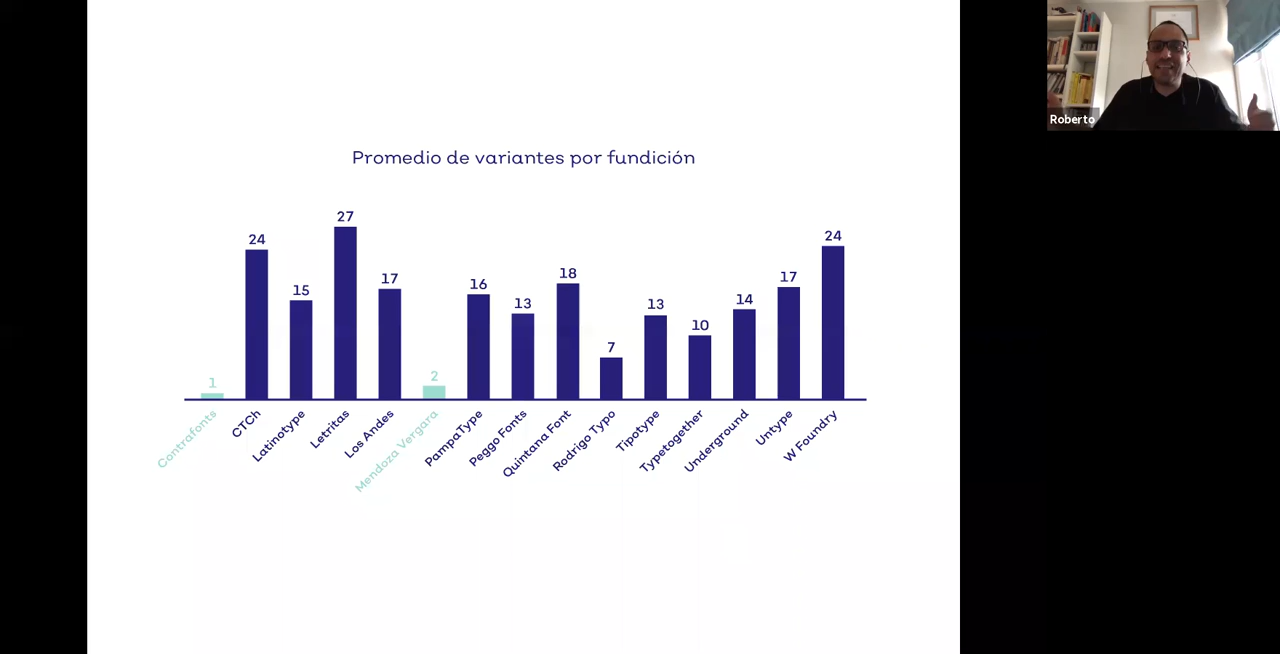 Promedio de variantes por fundición
1
24
15
27
17
2
16
13
18
7
13
10
14
17
24
Contrafonts
CTCh
Latinotype
Letritas
Los Andes
Mendoza Vergara
PampaType
Peggo Fonts
Quintana Font
Rodrigo Typo
Tipotype
Typetogether
Underground
Untype
W Foundry
Roberto